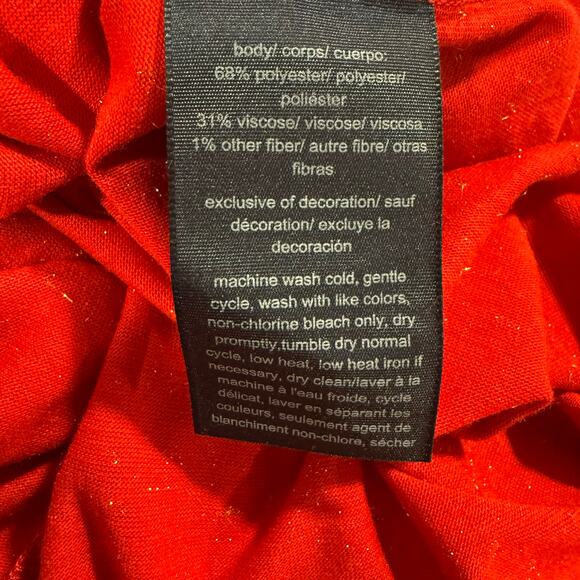 body/ corps/ cuerpo:
68% polyester/ polyester/
poliéster
31% viscose/ viscose/ viscosa
1% other fiber/ autre fibre/ otras
fibras
exclusive of decoration/ sauf
décoration/ excluye la
decoración
machine wash cold, gentle
cycle, wash with like colors,
non-chlorine bleach only, dry
promptly.tumble dry normal
cycle, low heat, low heat iron if
necessary, dry clean/laver à la
machine à l'eau froide, cycle
délicat, laver en séparant les
couleurs, seulement agent de
blanchiment non-chlore, sécher